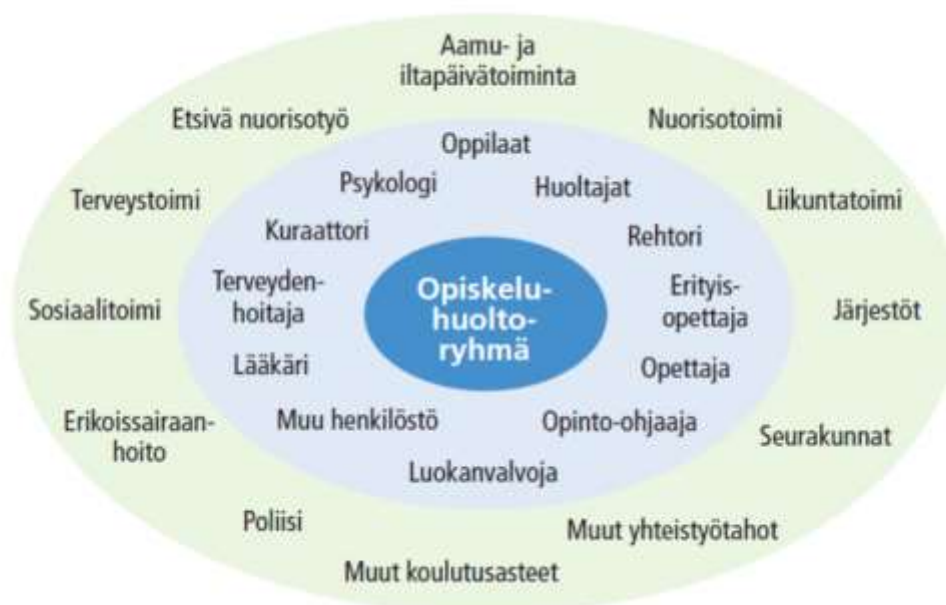 Aamu- ja
iltapäivätoiminta
Etsivä nuorisotyö
Nuorisotoimi
Oppilaat
Psykologi
Huoltajat
Terveystoimi
Liikuntatoimi
Kuraattori
Rehtori
Terveyden-
hoitaja
Opiskelu-
huolto-
ryhmä
Erityis-
opettaja
Sosiaalitoimi
Järjestöt
Lääkäri
Opettaja
Erikoissairaan-
hoito
Muu henkilöstö
Opinto-ohjaaja
Seurakunnat
Luokanvalvoja
Poliisi
Muut yhteistyötahot
Muut koulutusasteet